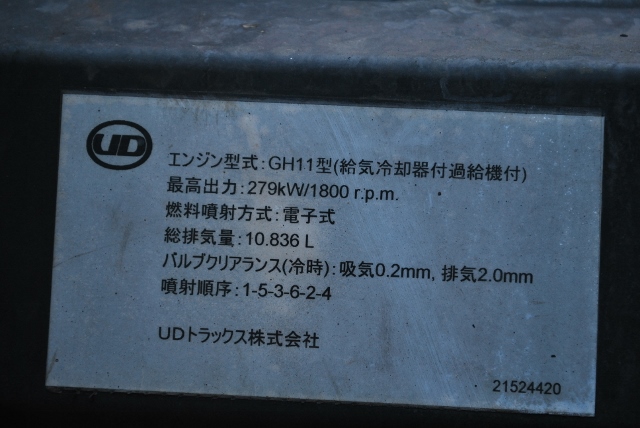 UD
エンジン型式:GH11型(給気冷却器付過給機付)
最高出力:279kW/1800 r.p.m.
燃料噴射方式:電子式
総排気量:10.836 L
バルブクリアランス(冷時):吸気0.2mm, 排気2.0mm
噴射順序:1-5-3-6-2-4
UDトラックス株式会社
21524420